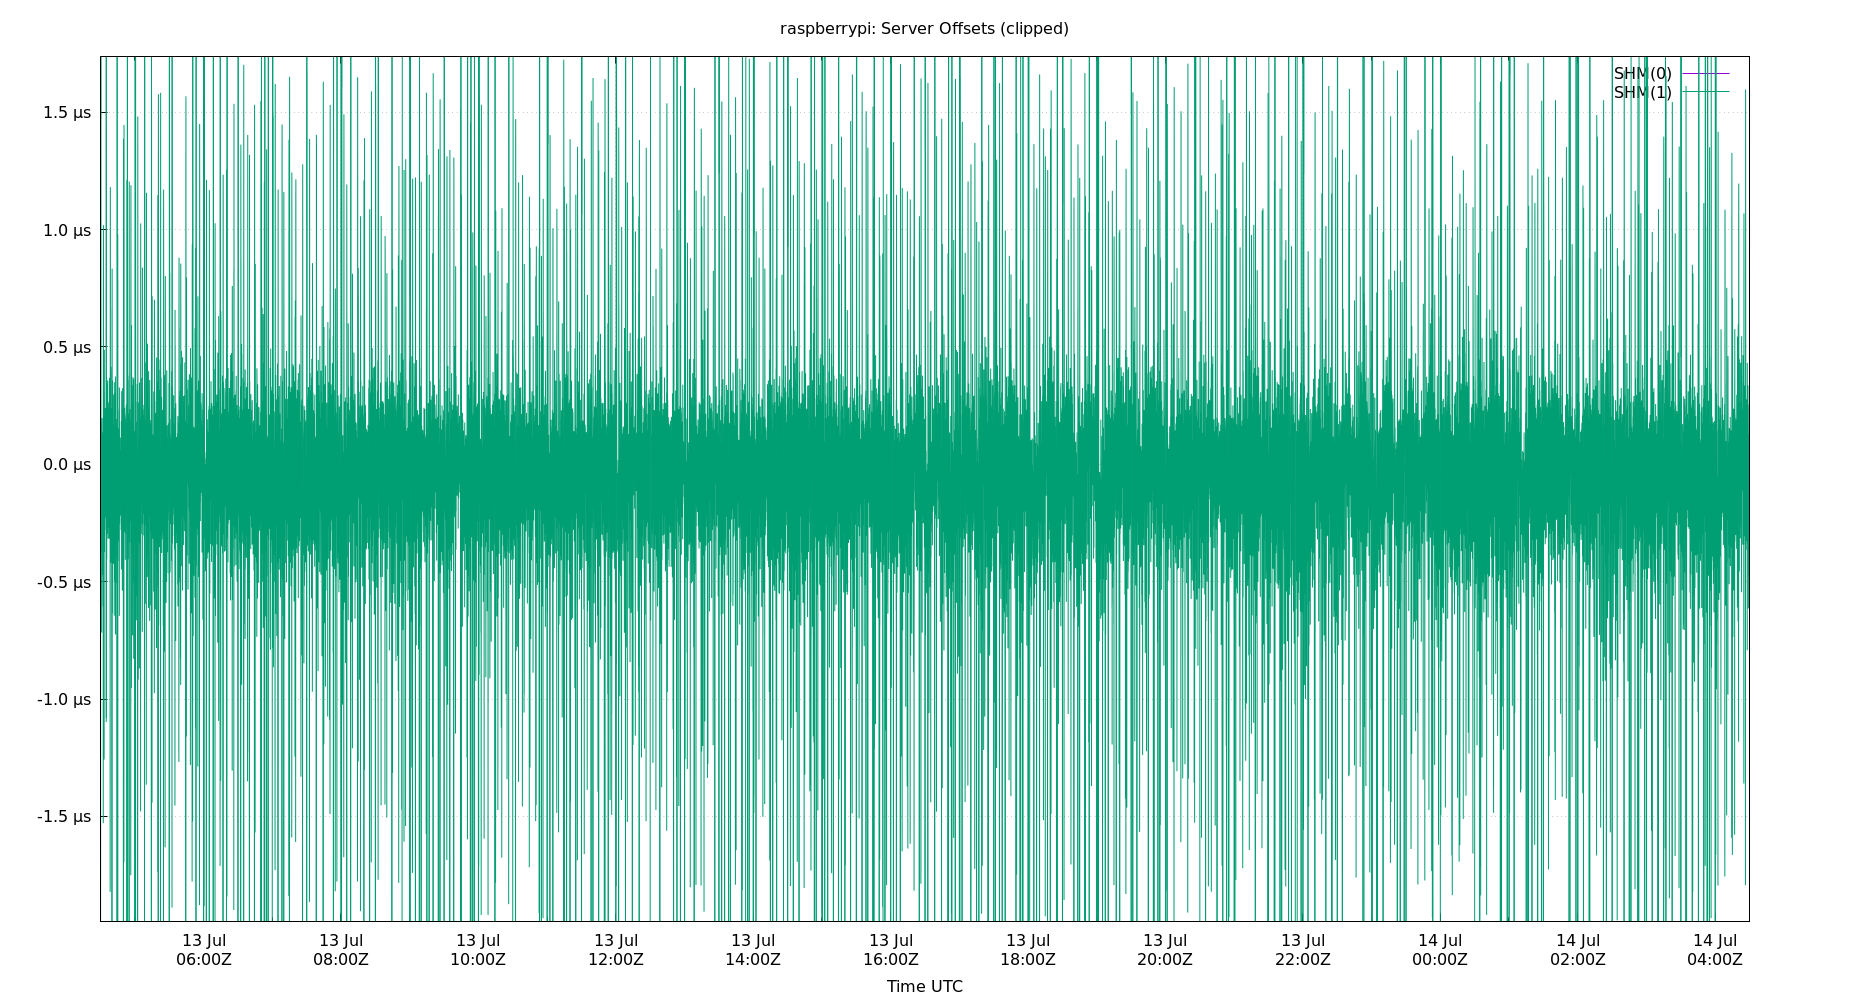 raspberrypi: Server Offsets (clipped)
SHM(0)
SHM(1)
1.5 µs
1.0 µs
0.5 µs
0.0 µs
-0.5 µs
-1.0 µs
-1.5 µs
13 Jul 13 Jul 13 Jul 13 Jul 13 Jul 13 Jul 13 Jul 13 Jul 13 Jul 14 Jul 14 Jul 14 Jul
06:00Z 08:00Z 10:00Z 12:00Z 14:00Z 16:00Z 18:00Z 20:00Z 22:00Z 00:00Z 02:00Z 04:00Z
Time UTC